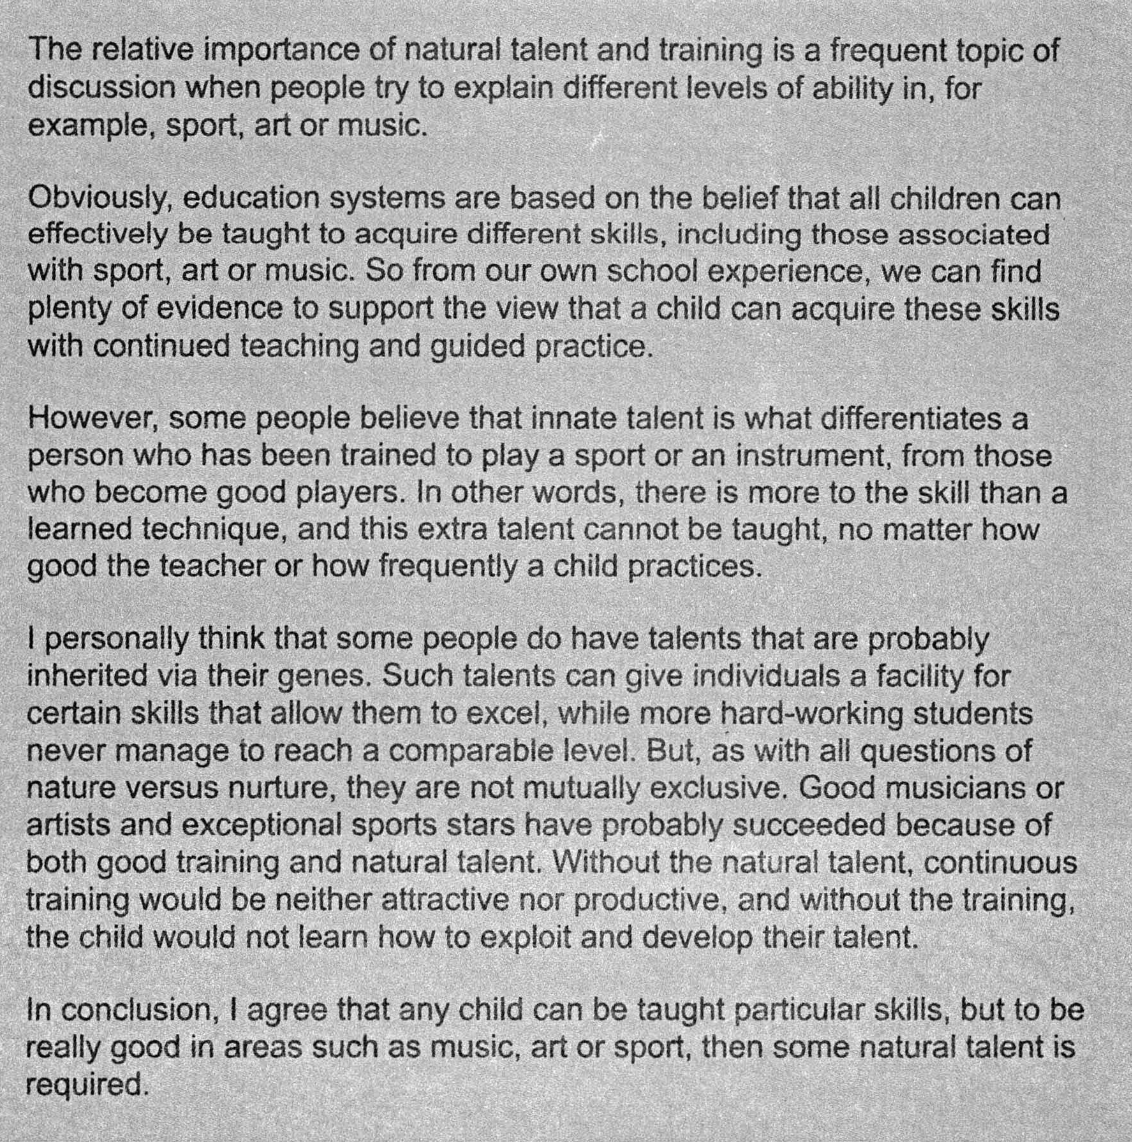 The relative importance of natural talent and training is a frequent topic of
discussion when people try to explain different levels of ability in, for
example, sport, art or music.
Obviously, education systems are based on the belief that all children can
effectively be taught to acquire different skills, including those associated
with sport, art or music. So from our own school experience, we can find
plenty of evidence to support the view that a child can acquire these skills
with continued teaching and guided practice.
However, some people believe that innate talent is what differentiates a
person who has been trained to play a sport or an instrument, from those
who become good players. In other words, there is more to the skill than a
learned technique, and this extra talent cannot be taught, no matter how
good the teacher or how frequently a child practices.
I personally think that some people do have talents that are probably
inherited via their genes. Such talents can give individuals a facility for
certain skills that allow them to excel, while more hard-working students
never manage to reach a comparable level. But, as with all questions of
nature versus nurture, they are not mutually exclusive. Good musicians or
artists and exceptional sports stars have probably succeeded because of
both good training and natural talent. Without the natural talent, continuous
training would be neither attractive nor productive, and without the training,
the child would not learn how to exploit and develop their talent.
In conclusion, I agree that any child can be taught particular skills, but to be
really good in areas such as music, art or sport, then some natural talent is
required.